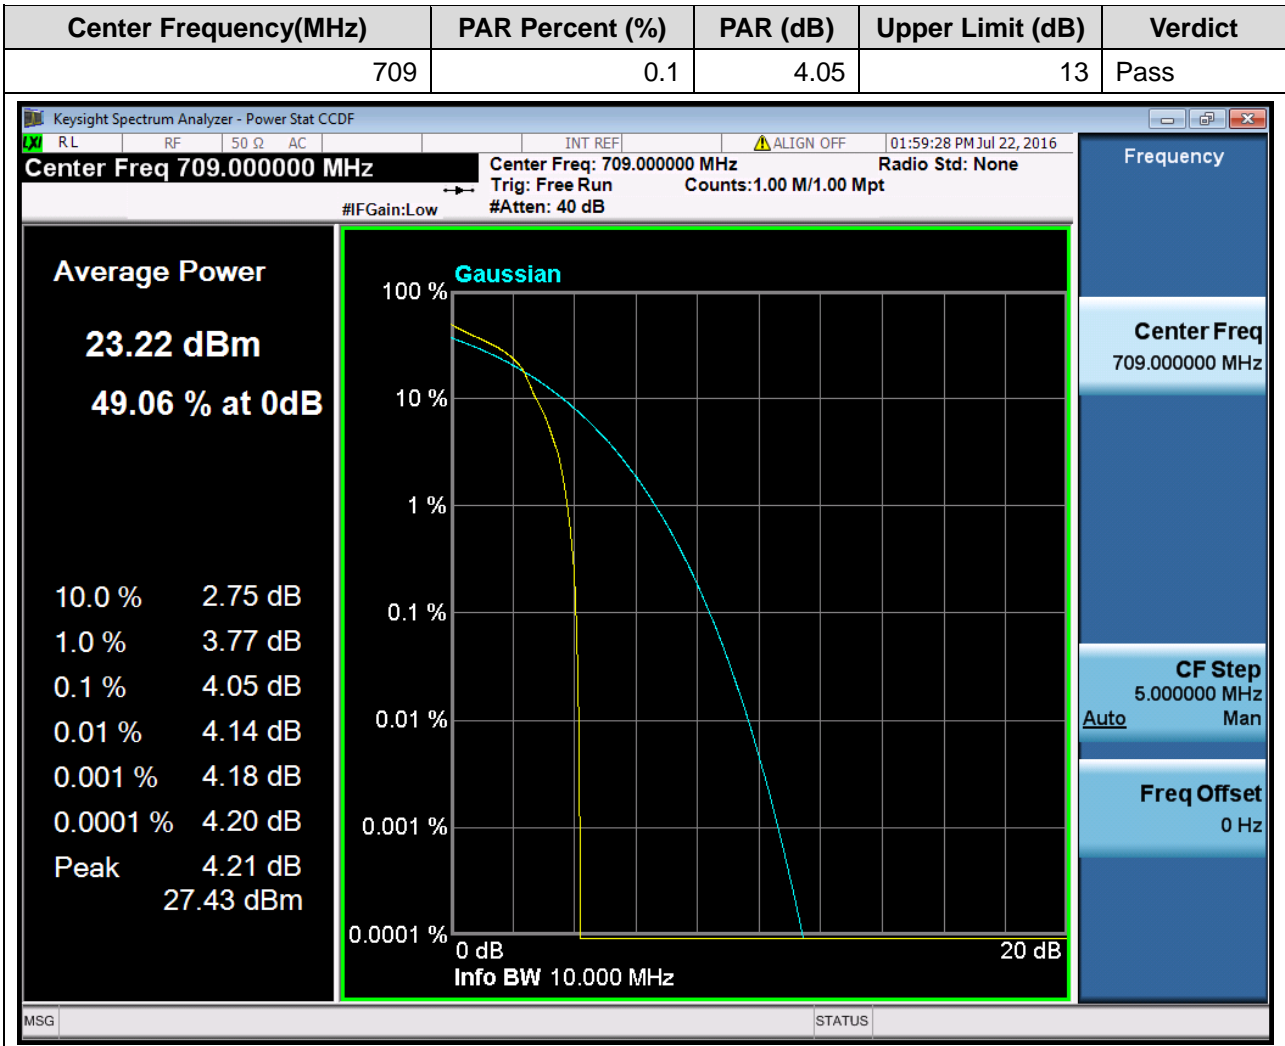 Center Frequency(MHz) PAR Percent (%) PAR (dB) Upper Limit (dB) Verdict
709 0.1 4.05 13 Pass
Keysight Spectrum Analyzer - Power Stat CCDF
LXI RL RF 50 Ω AC INT REF ALIGN OFF 01:59:28 PM Jul 22, 2016
Center Freq 709.000000 MHz
#IFGain:Low
Center Freq: 709.000000 MHz Radio Std: None
Trig: Free Run Counts:1.00 M/1.00 Mpt
#Atten: 40 dB
Average Power
23.22 dBm
49.06 % at 0dB
10.0 % 2.75 dB
1.0 % 3.77 dB
0.1 % 4.05 dB
0.01 % 4.14 dB
0.001 % 4.18 dB
0.0001 % 4.20 dB
Peak 4.21 dB
27.43 dBm
Gaussian
100 %
10 %
1 %
0.1 %
0.01 %
0.001 %
0.0001 %
0 dB 20 dB
Info BW 10.000 MHz
Frequency
Center Freq
709.000000 MHz
CF Step
5.000000 MHz
Auto Man
Freq Offset
0 Hz
MSG STATUS